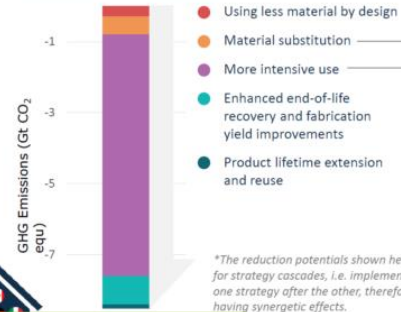 Using less material by design
-1
Material substitution
More intensive use
-3
Enhanced end-of-life
recovery and fabrication
yield improvements
-5
Product lifetime extension
and reuse
-7
GHG Emissions (Gt CO2
equ)
*The reduction potentials shown he
for strategy cascades, i.e. implemen
one strategy after the other, therefo
having synergetic effects.